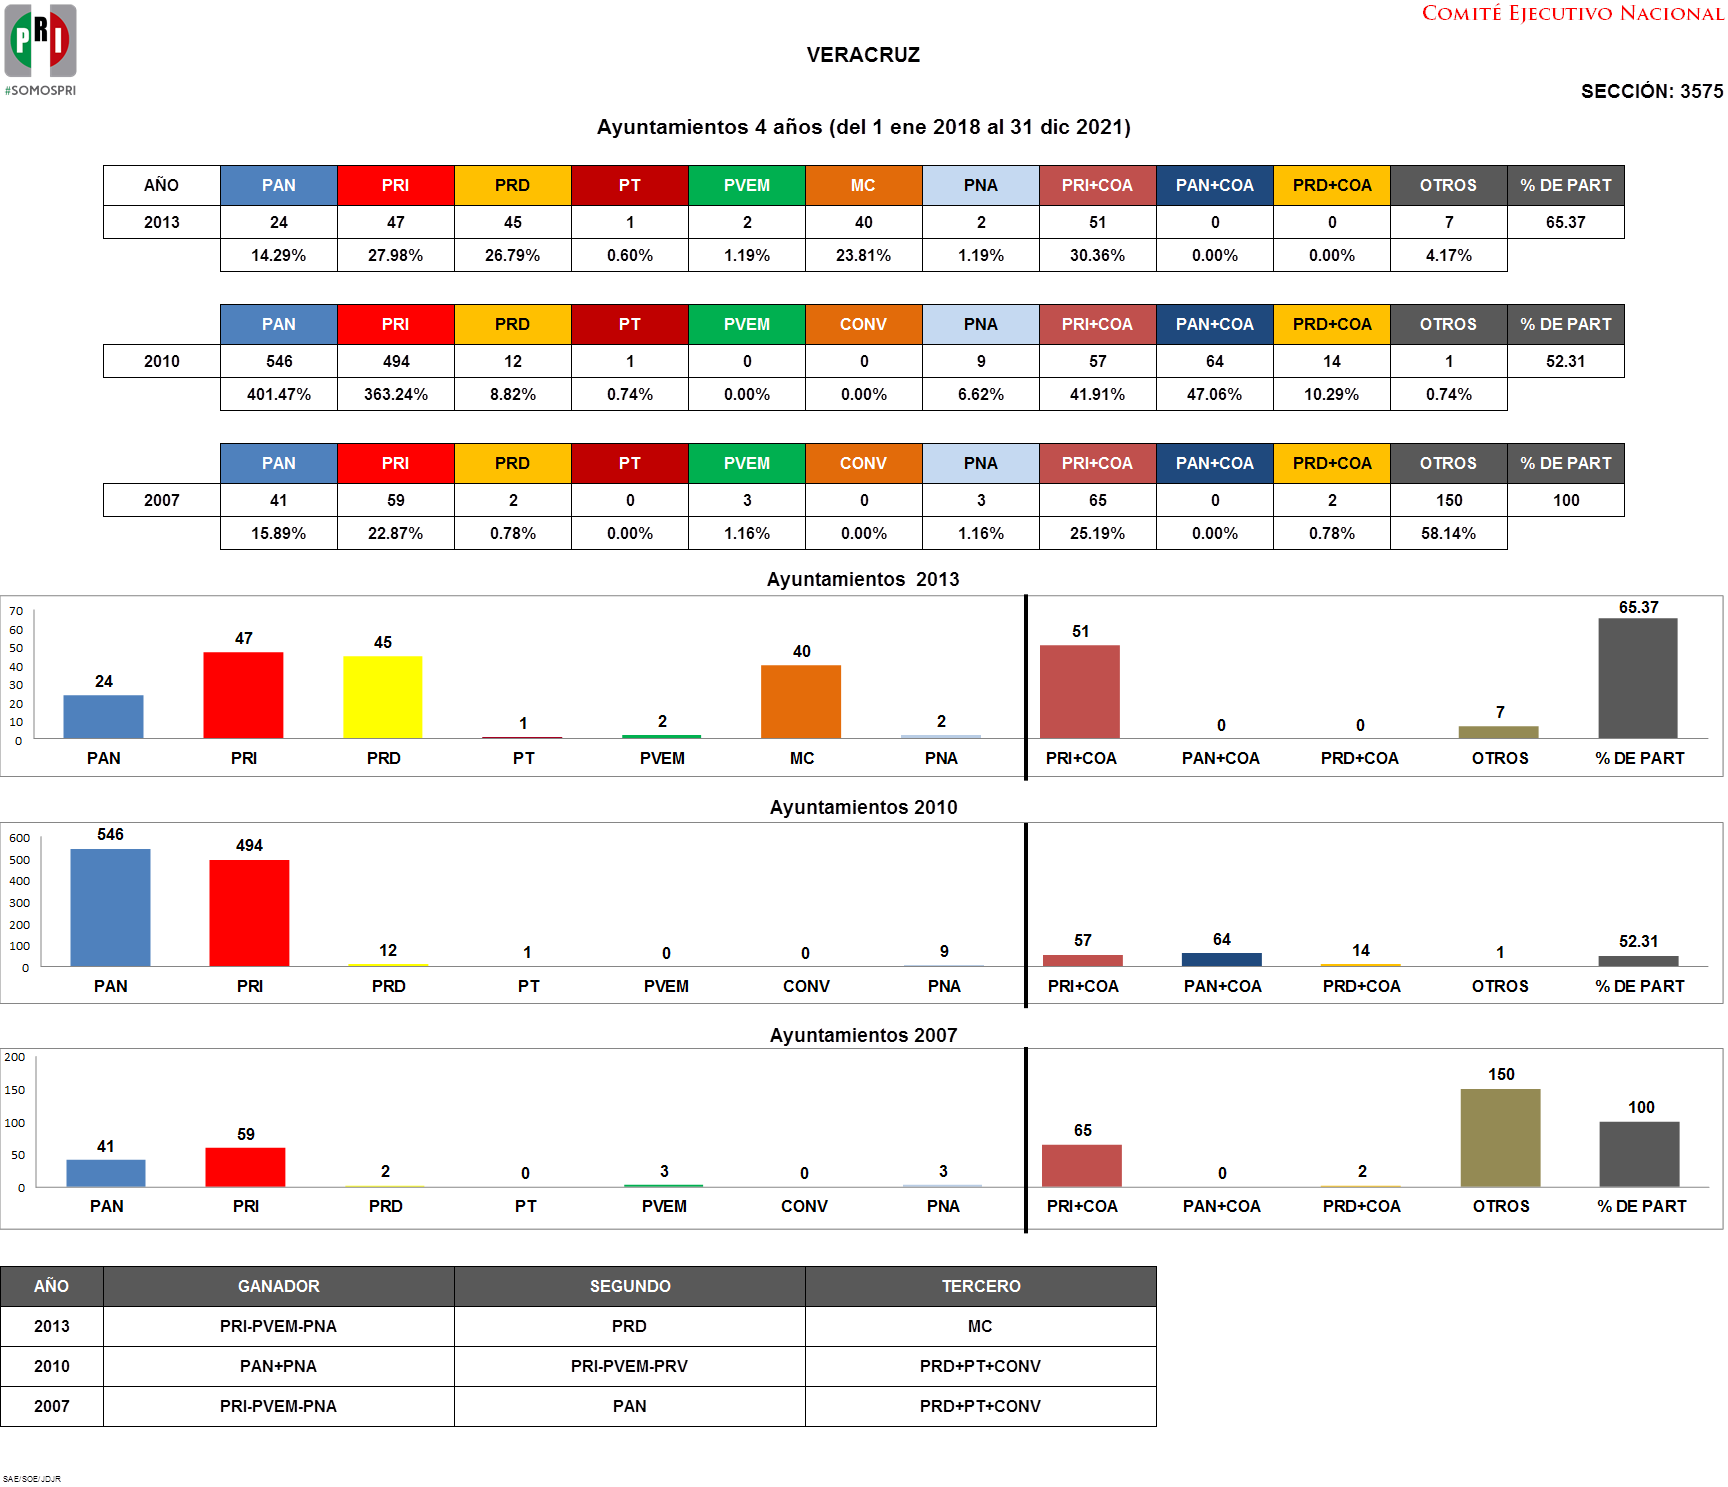 PRI
#SOMOSPRI
COMITÉ EJECUTIVO NACIONAL
VERACRUZ
SECCIÓN: 3575
Ayuntamientos 4 años (del 1 ene 2018 al 31 dic 2021)
AÑO PAN PRI PRD PT PVEM MC PNA PRI+COA PAN+COA PRD+COA OTROS % DE PART
2013 24 47 45 1 2 40 2 51 0 0 7 65.37
14.29% 27.98% 26.79% 0.60% 1.19% 23.81% 1.19% 30.36% 0.00% 0.00% 4.17%
PAN PRI PRD PT PVEM CONV PNA PRI+COA PAN+COA PRD+COA OTROS % DE PART
2010 546 494 12 1 0 0 9 57 64 14 1 52.31
401.47% 363.24% 8.82% 0.74% 0.00% 0.00% 6.62% 41.91% 47.06% 10.29% 0.74%
PAN PRI PRD PT PVEM CONV PNA PRI+COA PAN+COA PRD+COA OTROS % DE PART
2007 41 59 2 0 3 0 3 65 0 2 150 100
15.89% 22.87% 0.78% 0.00% 1.16% 0.00% 1.16% 25.19% 0.00% 0.78% 58.14%
Ayuntamientos 2013
70
60
50
40
30
20
10
0
24 47 45 1 2 40 2 51 0 0 7 65.37
PAN PRI PRD PT PVEM MC PNA PRI+COA PAN+COA PRD+COA OTROS % DE PART
Ayuntamientos 2010
600
500
400
300
200
100
0
546 494 12 1 0 0 9 57 64 14 1 52.31
PAN PRI PRD PT PVEM CONV PNA PRI+COA PAN+COA PRD+COA OTROS % DE PART
Ayuntamientos 2007
200
150
100
50
0
41 59 2 0 3 0 3 65 0 2 150 100
PAN PRI PRD PT PVEM CONV PNA PRI+COA PAN+COA PRD+COA OTROS % DE PART
AÑO GANADOR SEGUNDO TERCERO
2013 PRI-PVEM-PNA PRD MC
2010 PAN+PNA PRI-PVEM-PRV PRD+PT+CONV
2007 PRI-PVEM-PNA PAN PRD+PT+CONV
SAE/SOE/JDJR